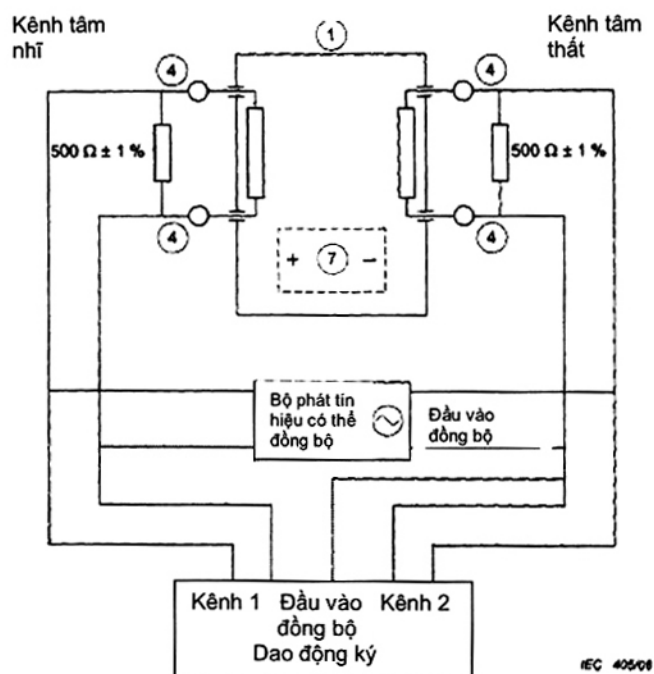 Kênh tâm
nhĩ
Kênh tâm
thất
1
4
4
500 Ω ± 1 %
500 Ω ± 1 %
4
4
+ 7 −
Bộ phát tín
hiệu có thể
đồng bộ
Đầu vào
đồng bộ
Kênh 1 Đầu vào Kênh 2
đồng bộ
Dao động ký
IEC 405/08